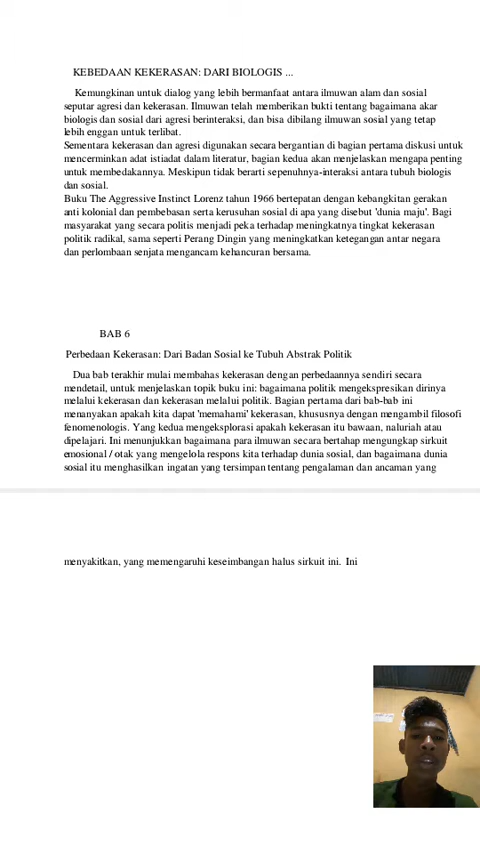 KEBEDAAN KEKERASAN: DARI BIOLOGIS ...
Kemungkinan untuk dialog yang lebih bermanfaat antara ilmuwan alam dan sosial
seputar agresi dan kekerasan. Ilmuwan telah memberikan bukti tentang bagaimana akar
biologis dan sosial dari agresi berinteraksi, dan bisa dibilang ilmuwan sosial yang tetap
lebih enggan untuk terlibat.
Sementara kekerasan dan agresi digunakan secara bergantian di bagian pertama diskusi untuk
mencerminkan adat istiadat dalam literatur, bagian kedua akan menjelaskan mengapa penting
untuk membedakannya. Meskipun tidak berarti sepenuhnya-interaksi antara tubuh biologis
dan sosial.
Buku The Aggressive Instinct Lorenz tahun 1966 bertepatan dengan kebangkitan gerakan
anti kolonial dan pembebasan serta kerusuhan sosial di apa yang disebut 'dunia maju'. Bagi
masyarakat yang secara politis menjadi peka terhadap meningkatnya tingkat kekerasan
politik radikal, sama seperti Perang Dingin yang meningkatkan ketegangan antar negara
dan perlombaan senjata mengancam kehancuran bersama.
BAB 6
Perbedaan Kekerasan: Dari Badan Sosial ke Tubuh Abstrak Politik
Dua bab terakhir mulai membahas kekerasan dengan perbedaannya sendiri secara
mendetail, untuk menjelaskan topik buku ini: bagaimana politik mengekspresikan dirinya
melalui kekerasan dan kekerasan melalui politik. Bagian pertama dari bab-bab ini
menanyakan apakah kita dapat 'memahami' kekerasan, khususnya dengan mengambil filosofi
fenomenologis. Yang kedua mengeksplorasi apakah kekerasan itu bawaan, naluriah atau
dipelajari. Ini menunjukkan bagaimana para ilmuwan secara bertahap mengungkap sirkuit
emosional / otak yang mengelola respons kita terhadap dunia sosial, dan bagaimana dunia
sosial itu menghasilkan ingatan yang tersimpan tentang pengalaman dan ancaman yang
menyakitkan, yang memengaruhi keseimbangan halus sirkuit ini. Ini